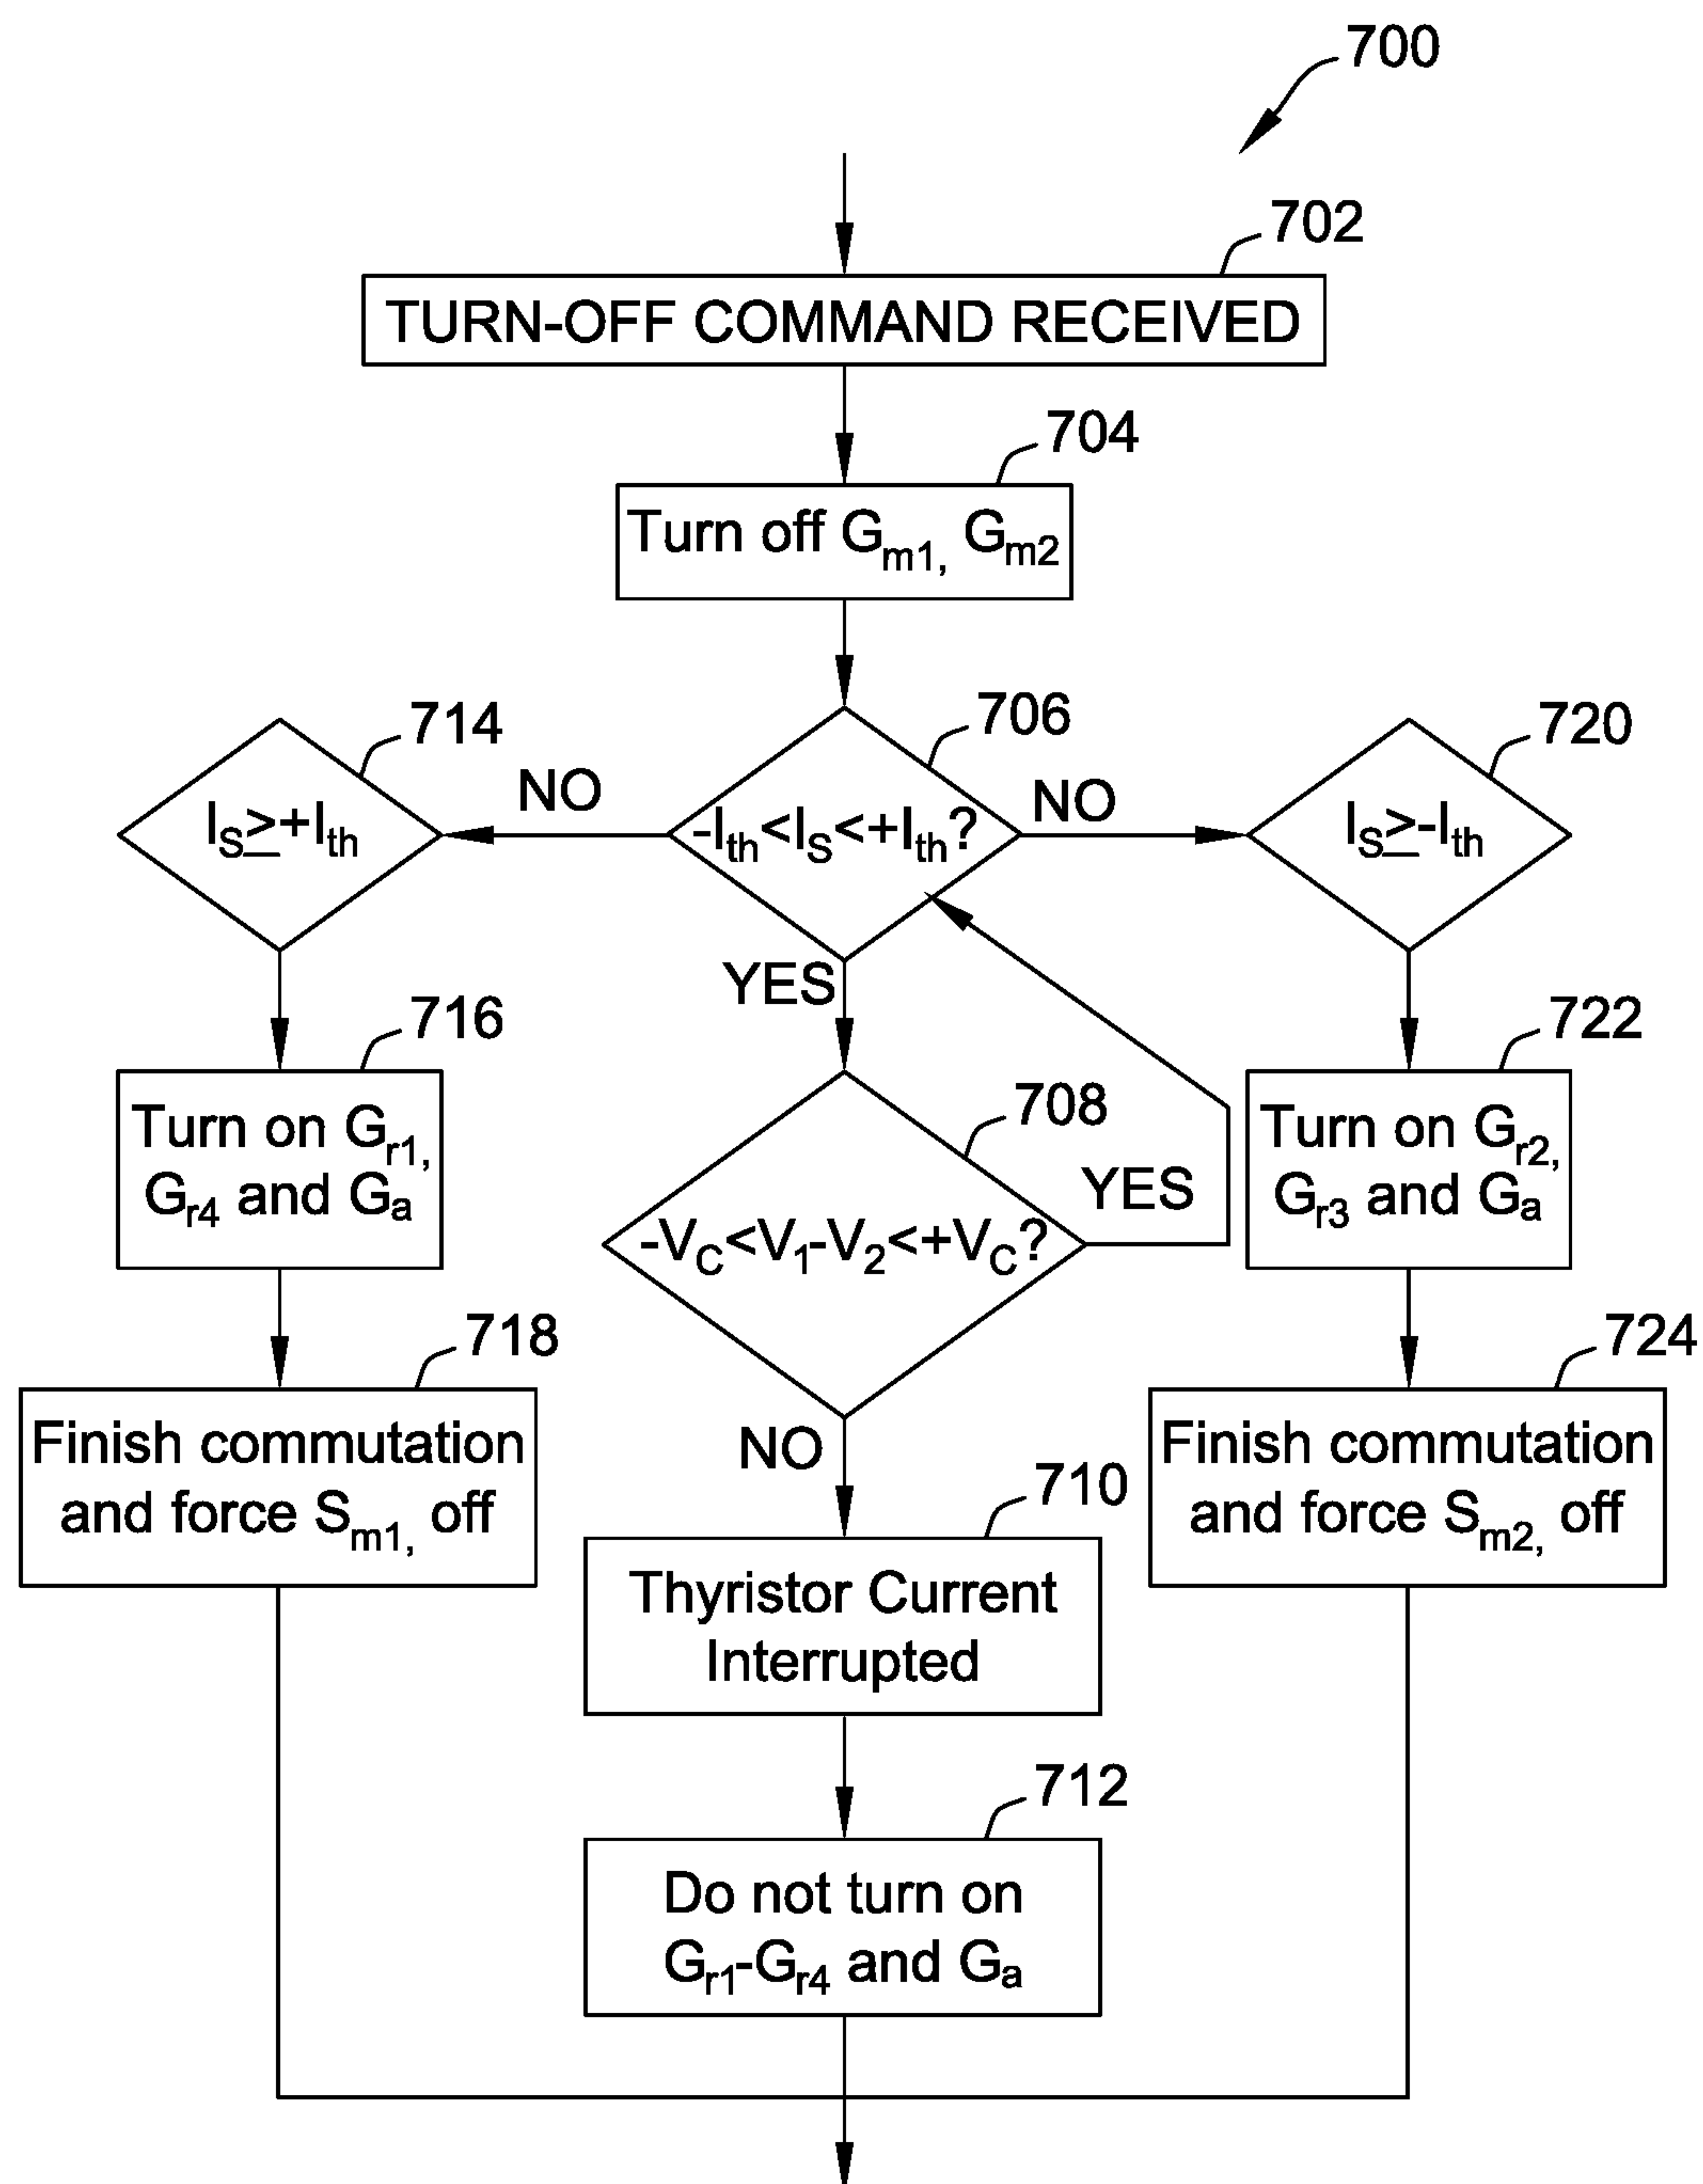 700
702
TURN-OFF COMMAND RECEIVED
704
Turn off Gm1, Gm2
706
-Ith<IS<+Ith?
714
IS≥+Ith
NO
NO
720
IS≥-Ith
YES
716
Turn on Gr1,
Gr4 and Ga
708
-VC<V1-V2<+VC?
YES
722
Turn on Gr2,
Gr3 and Ga
718
Finish commutation
and force Sm1, off
NO
724
Finish commutation
and force Sm2, off
710
Thyristor Current
Interrupted
712
Do not turn on
Gr1-Gr4 and Ga